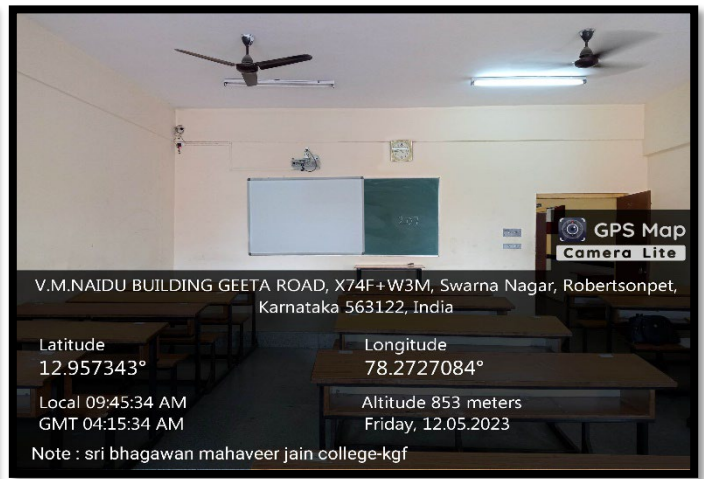 GPS Map
Camera Lite
V.M.NAIDU BUILDING GEETA ROAD, X74F+W3M, Swarna Nagar, Robertsonpet,
Karnataka 563122, India
Latitude
12.957343°
Longitude
78.2727084°
Local 09:45:34 AM
GMT 04:15:34 AM
Altitude 853 meters
Friday, 12.05.2023
Note : sri bhagawan mahaveer jain college-kgf